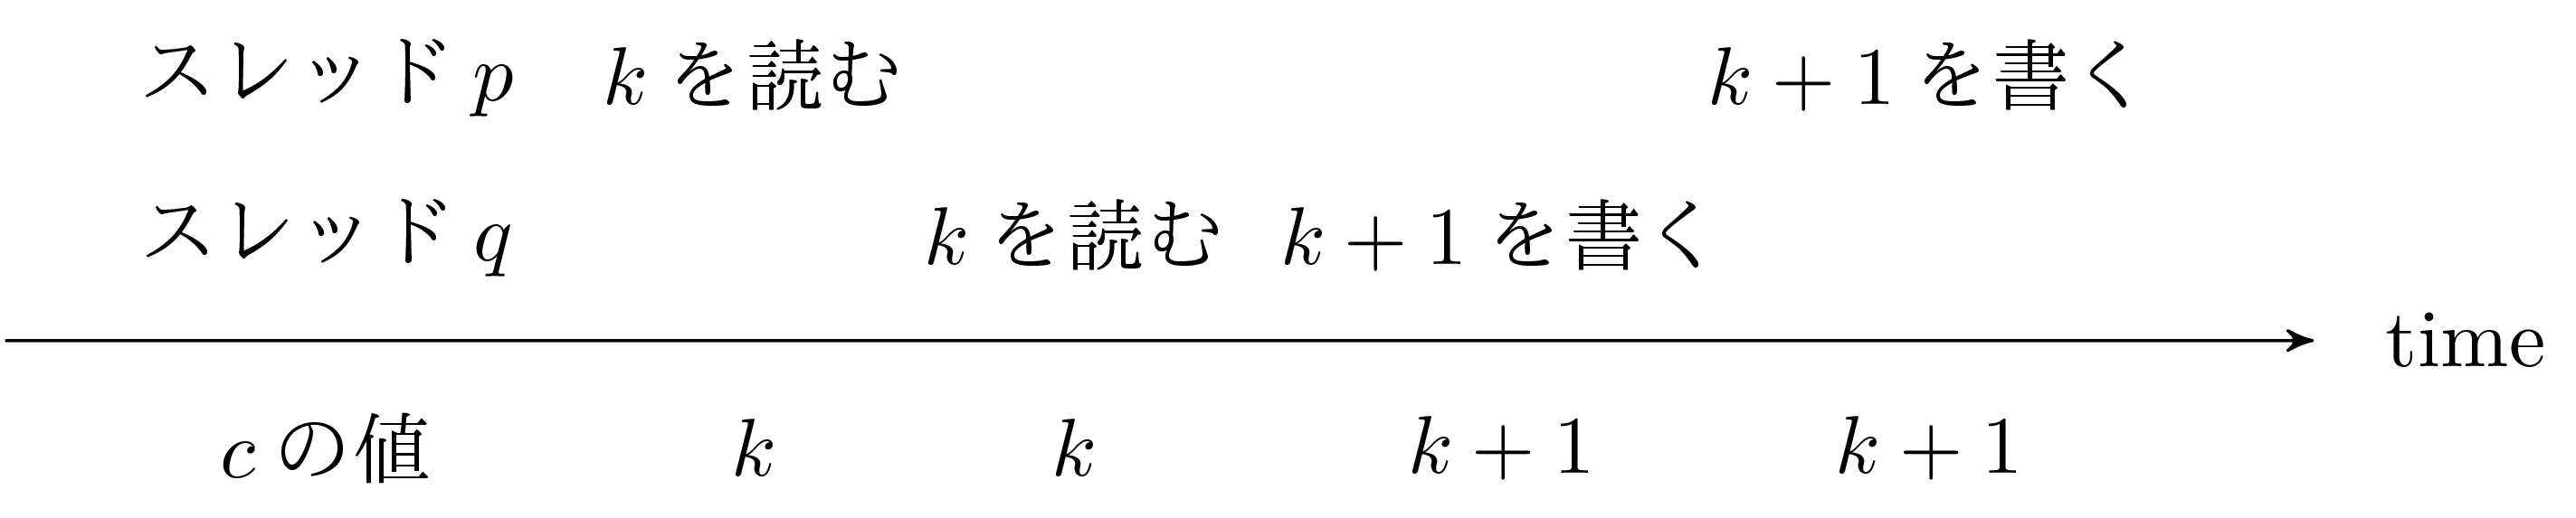 スレッド p k を読む k + 1 を書く
スレッド q k を読む k + 1 を書く
time
c の値 k k k + 1 k + 1